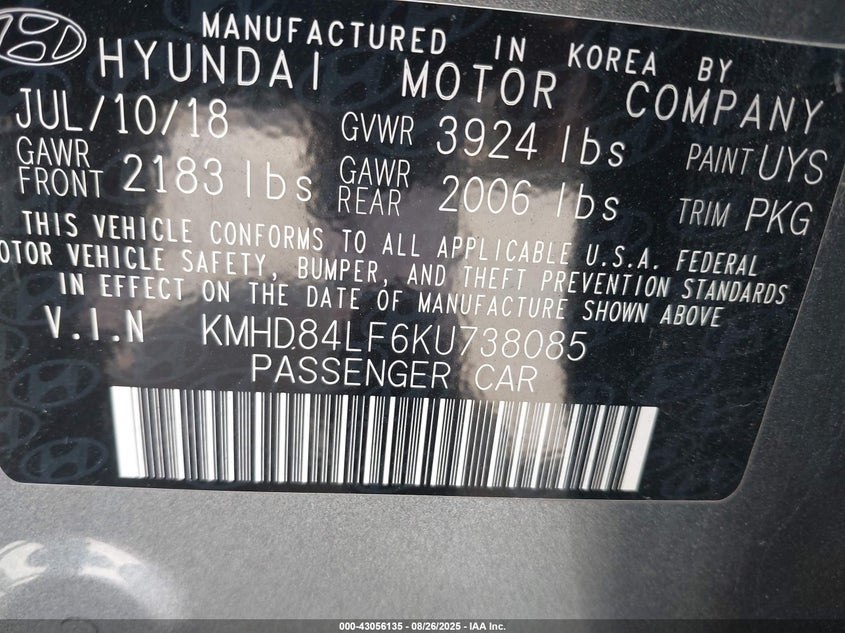 MANUFACTURED IN KOREA BY
HYUNDAI MOTOR COMPANY
JUL/10/18 GVWR 3924 lbs PAINT UYS
GAWR FRONT 2183 lbs GAWR REAR 2006 lbs TRIM PKG
THIS VEHICLE CONFORMS TO ALL APPLICABLE U.S.A. FEDERAL
MOTOR VEHICLE SAFETY, BUMPER, AND THEFT PREVENTION STANDARDS
IN EFFECT ON THE DATE OF MANUFACTURE SHOWN ABOVE
V.I.N KMHD84LF6KU738085
PASSENGER CAR
000-43056135 - 08/26/2025 - IAA Inc.